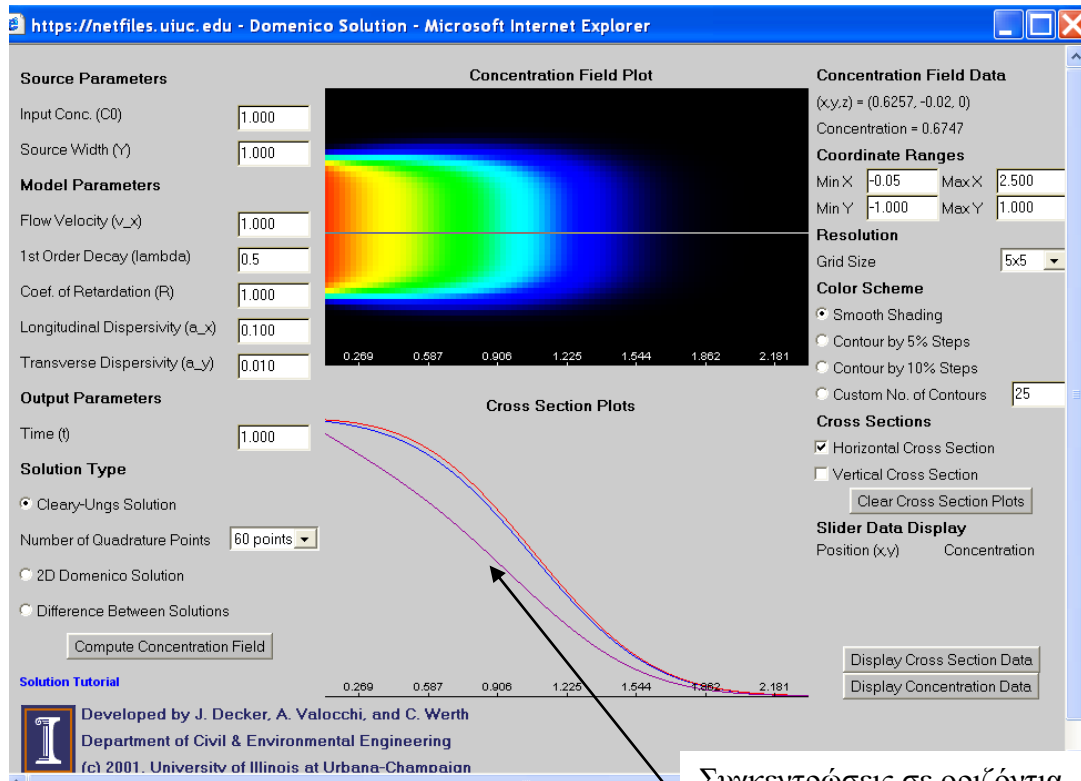 https://netfiles.uiuc.edu - Domenico Solution - Microsoft Internet Explorer
Source Parameters
Input Conc. (C0) 1.000
Source Width (Y) 1.000
Model Parameters
Flow Velocity (v_x) 1.000
1st Order Decay (lambda) 0.5
Coef. of Retardation (R) 1.000
Longitudinal Dispersivity (a_x) 0.100
Transverse Dispersivity (a_y) 0.010
Output Parameters
Time (t) 1.000
Solution Type
Cleary-Ungs Solution
Number of Quadrature Points 60 points
2D Domenico Solution
Difference Between Solutions
Compute Concentration Field
Solution Tutorial
Developed by J. Decker, A. Valocchi, and C. Werth
Department of Civil & Environmental Engineering
(c) 2001. University of Illinois at Urbana-Champaign
Concentration Field Plot
0.269 0.587 0.906 1.225 1.544 1.862 2.181
Cross Section Plots
0.269 0.587 0.906 1.225 1.544 1.862 2.181
Concentration Field Data
(x,y,z) = (0.6257, -0.02, 0)
Concentration = 0.6747
Coordinate Ranges
Min X -0.05 Max X 2.500
Min Y -1.000 Max Y 1.000
Resolution
Grid Size 5x5
Color Scheme
Smooth Shading
Contour by 5% Steps
Contour by 10% Steps
Custom No. of Contours 25
Cross Sections
Horizontal Cross Section
Vertical Cross Section
Clear Cross Section Plots
Slider Data Display
Position (x,y) Concentration
Display Cross Section Data
Display Concentration Data
Συγκεντρώσεις σε οριζόντια